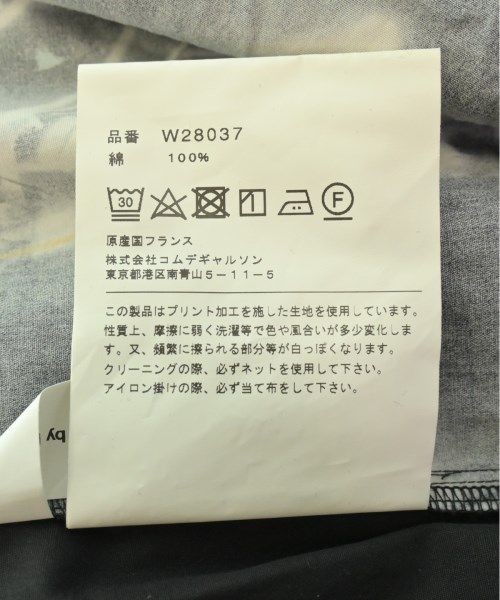 品番 W28037
綿 100%
30 F
原産国フランス
株式会社コムデギャルソン
東京都港区南青山5-11-5
この製品はプリント加工を施した生地を使用しています。
性質上、摩擦に弱く洗濯等で色や風合いが多少変化しま
す。又、頻繁に擦られる部分等が白っぽくなります。
クリーニングの際、必ずネットを使用して下さい。
アイロン掛けの際、必ず当て布をして下さい。
by